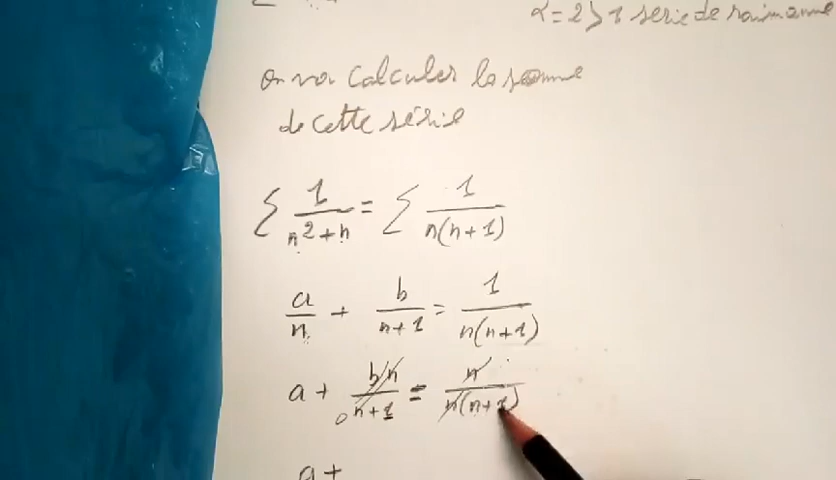 α = 2 > 1 série de raimanne
on va calculer la somme
de cette série
Σ 1/(n²+n) = Σ 1/(n(n+1))
a/n + b/(n+1) = 1/(n(n+1))
a + bn/(n+1) = n/(n(n+1))
a +